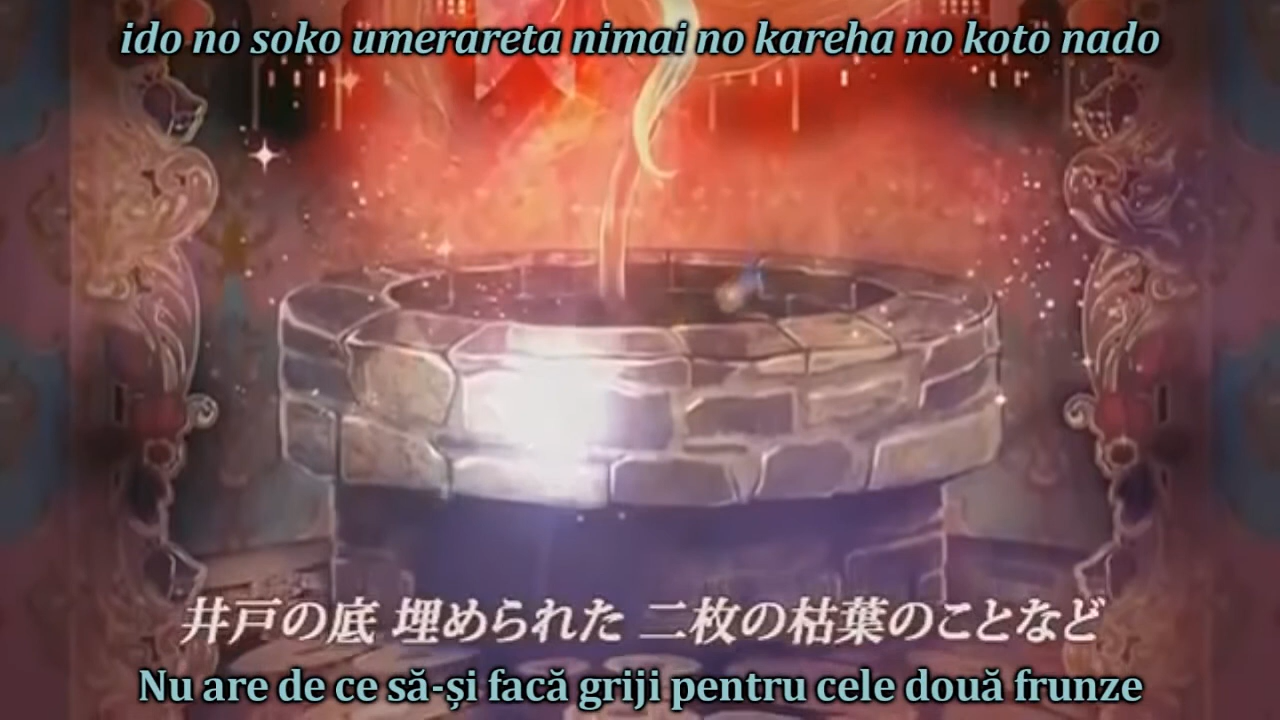 ido no soko umerareta nimai no kareha no koto nado
井戸の底 埋められた 二枚の枯葉のことなど
Nu are de ce să-și facă griji pentru cele două frunze